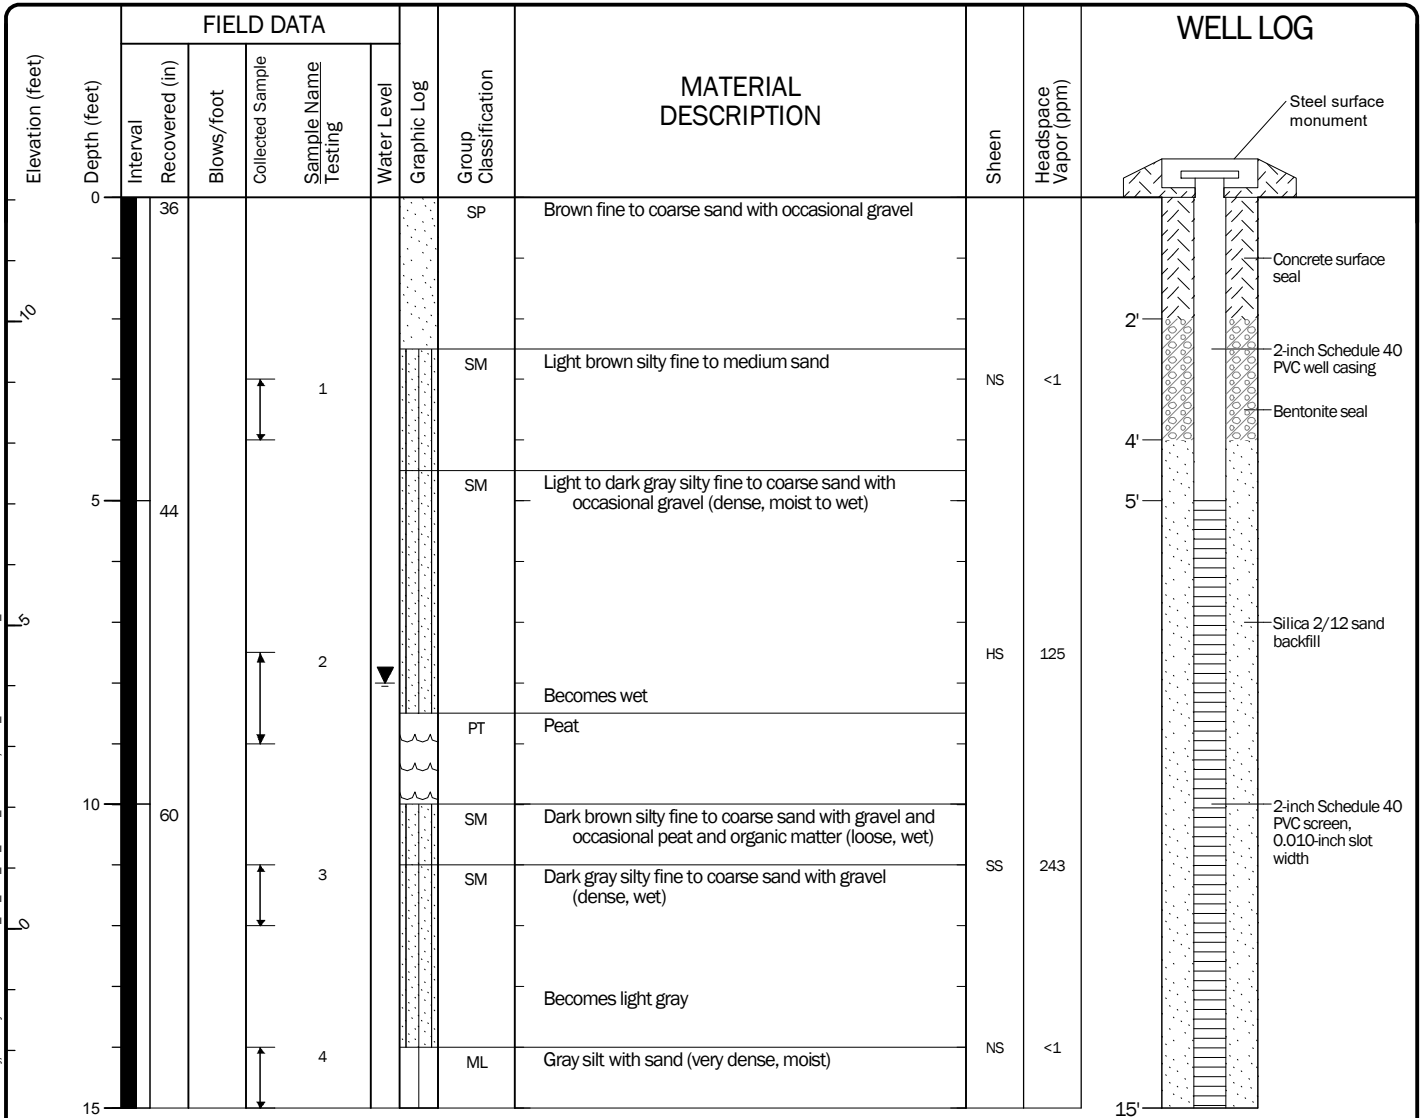 FIELD DATA
WELL LOG
Elevation (feet)
Depth (feet)
Interval
Recovered (in)
Blows/foot
Collected Sample
Sample Name
Testing
Water Level
Graphic Log
Group
Classification
MATERIAL
DESCRIPTION
Sheen
Headspace
Vapor (ppm)
Steel surface
monument
0
36
SP
Brown fine to coarse sand with occasional gravel
Concrete surface
seal
10
2'
SM
Light brown silty fine to medium sand
2-inch Schedule 40
PVC well casing
1
NS
<1
Bentonite seal
4'
SM
Light to dark gray silty fine to coarse sand with
occasional gravel (dense, moist to wet)
5
44
5'
5
Silica 2/12 sand
backfill
2
HS
125
Becomes wet
PT
Peat
10
60
SM
Dark brown silty fine to coarse sand with gravel and
occasional peat and organic matter (loose, wet)
2-inch Schedule 40
PVC screen,
0.010-inch slot
width
3
SM
Dark gray silty fine to coarse sand with gravel
(dense, wet)
SS
243
0
Becomes light gray
4
ML
Gray silt with sand (very dense, moist)
NS
<1
15
15'